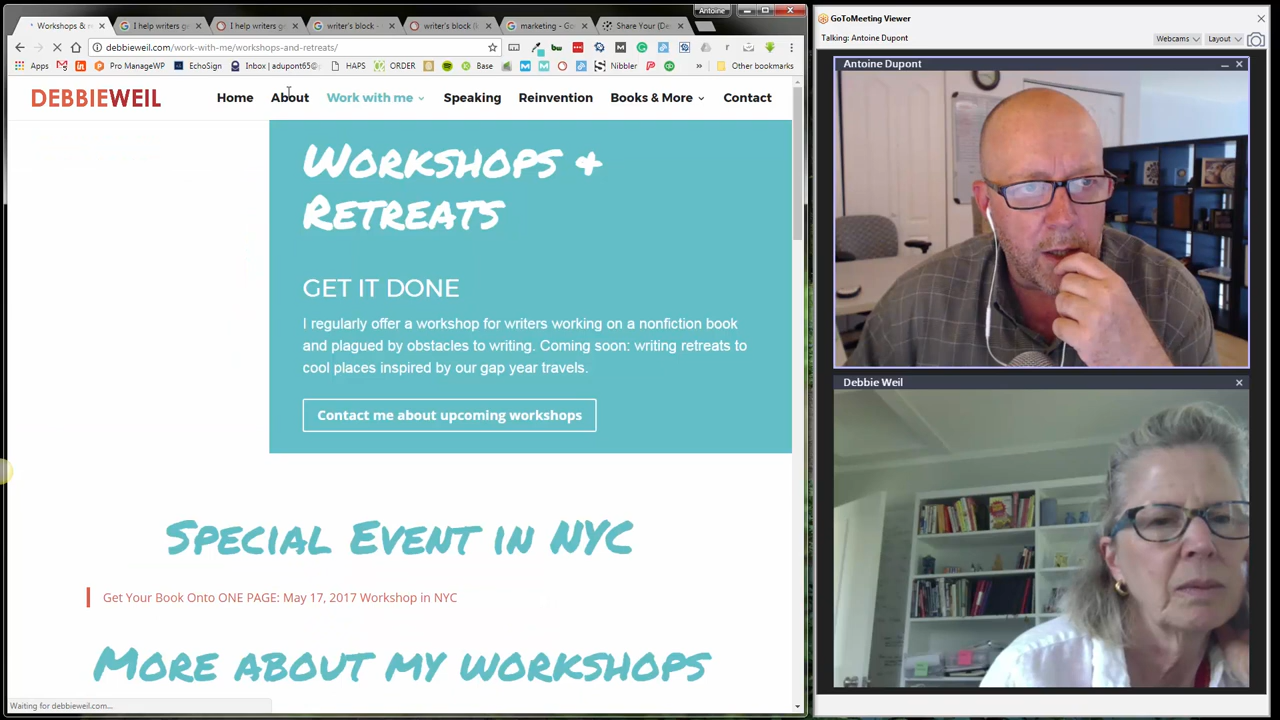 Antoine
Workshops & re
I help writers ge
I help writers ge
writer's block -
writer's block (
marketing - Go
Share Your (De
debbieweil.com/work-with-me/workshops-and-retreats/
Apps
in
Pro ManageWP
EchoSign
Inbox | adupont65@
HAPS
ORDER
Base
Nibbler
Other bookmarks
DEBBIEWEIL
Home
About
Work with me
Speaking
Reinvention
Books & More
Contact
Workshops &
Retreats
GET IT DONE
I regularly offer a workshop for writers working on a nonfiction book
and plagued by obstacles to writing. Coming soon: writing retreats to
cool places inspired by our gap year travels.
Contact me about upcoming workshops
Special Event in NYC
Get Your Book Onto ONE PAGE: May 17, 2017 Workshop in NYC
More about my workshops
Waiting for debbieweil.com...
GoToMeeting Viewer
Talking: Antoine Dupont
Webcams
Layout
Antoine Dupont
Debbie Weil